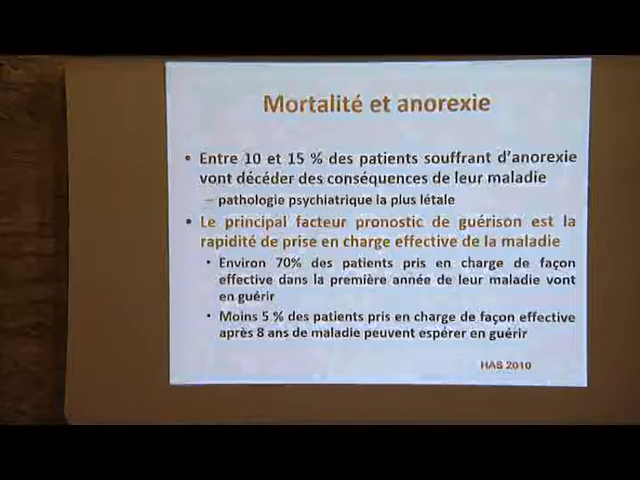 Mortalité et anorexie
• Entre 10 et 15 % des patients souffrant d'anorexie
vont décéder des conséquences de leur maladie
– pathologie psychiatrique la plus létale
• Le principal facteur pronostic de guérison est la
rapidité de prise en charge effective de la maladie
• Environ 70% des patients pris en charge de façon
effective dans la première année de leur maladie vont
en guérir
• Moins 5 % des patients pris en charge de façon effective
après 8 ans de maladie peuvent espérer en guérir
HAS 2010